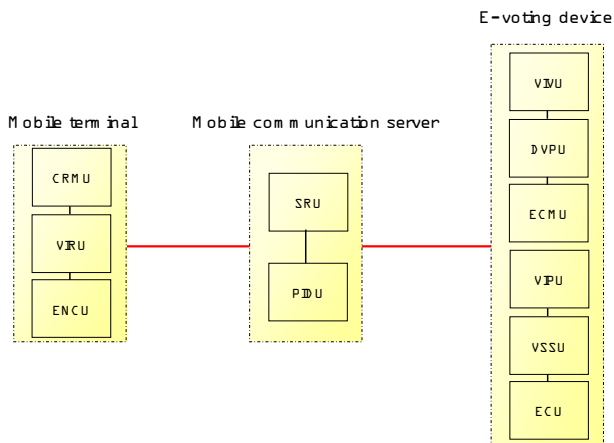 E-voting device
Mobile terminal
Mobile communication server
CRMU
VIRU
ENCU
SRU
PIDU
VIVU
DVPU
ECMU
VIPU
VSSU
ECU